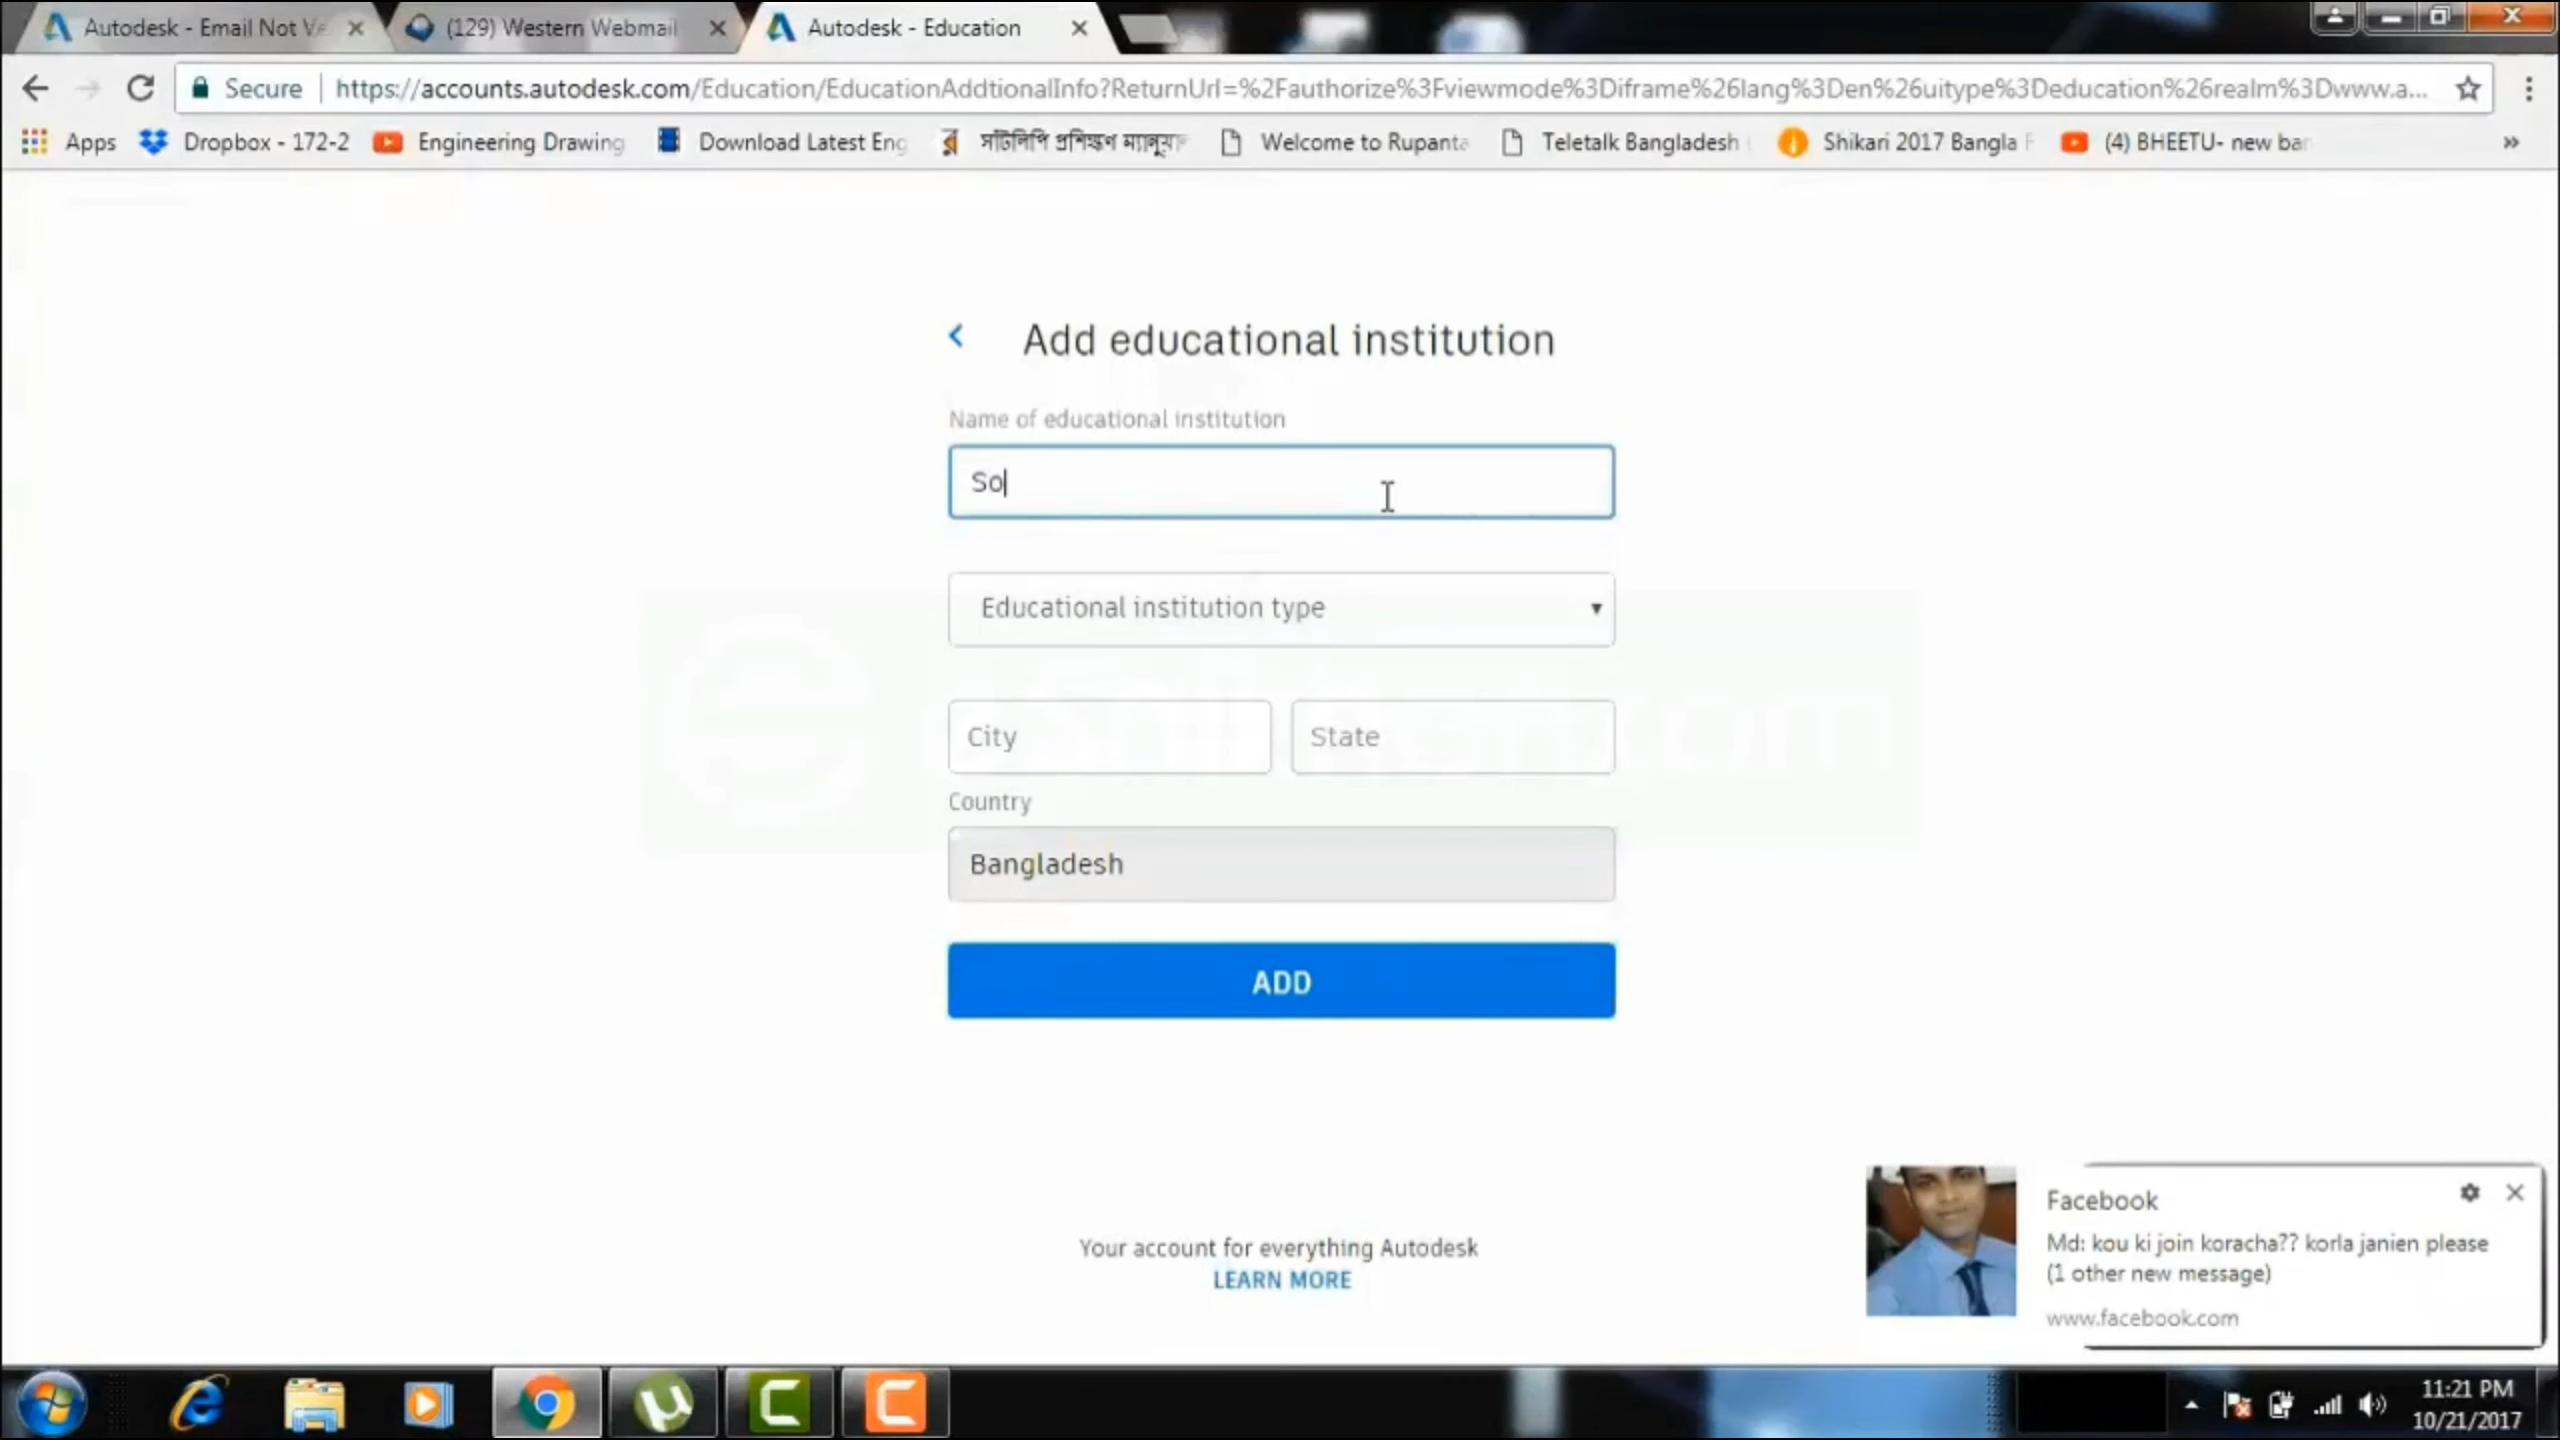 Autodesk - Email Not Ve
(129) Western Webmail
Autodesk - Education
Secure
https://accounts.autodesk.com/Education/EducationAddtionalInfo?ReturnUrl=%2Fauthorize%3Fviewmode%3Diframe%26lang%3Den%26uitype%3Deducation%26realm%3Dwww.a...
Apps
Dropbox - 172-2
Engineering Drawing
Download Latest Eng
Welcome to Rupanta
Teletalk Bangladesh
Shikari 2017 Bangla F
(4) BHEETU- new ban
»
Add educational institution
Name of educational institution
So
Educational institution type
City
State
Country
Bangladesh
ADD
Your account for everything Autodesk
LEARN MORE
Facebook
Md: kou ki join koracha?? korla janien please
(1 other new message)
www.facebook.com
11:21 PM
10/21/2017